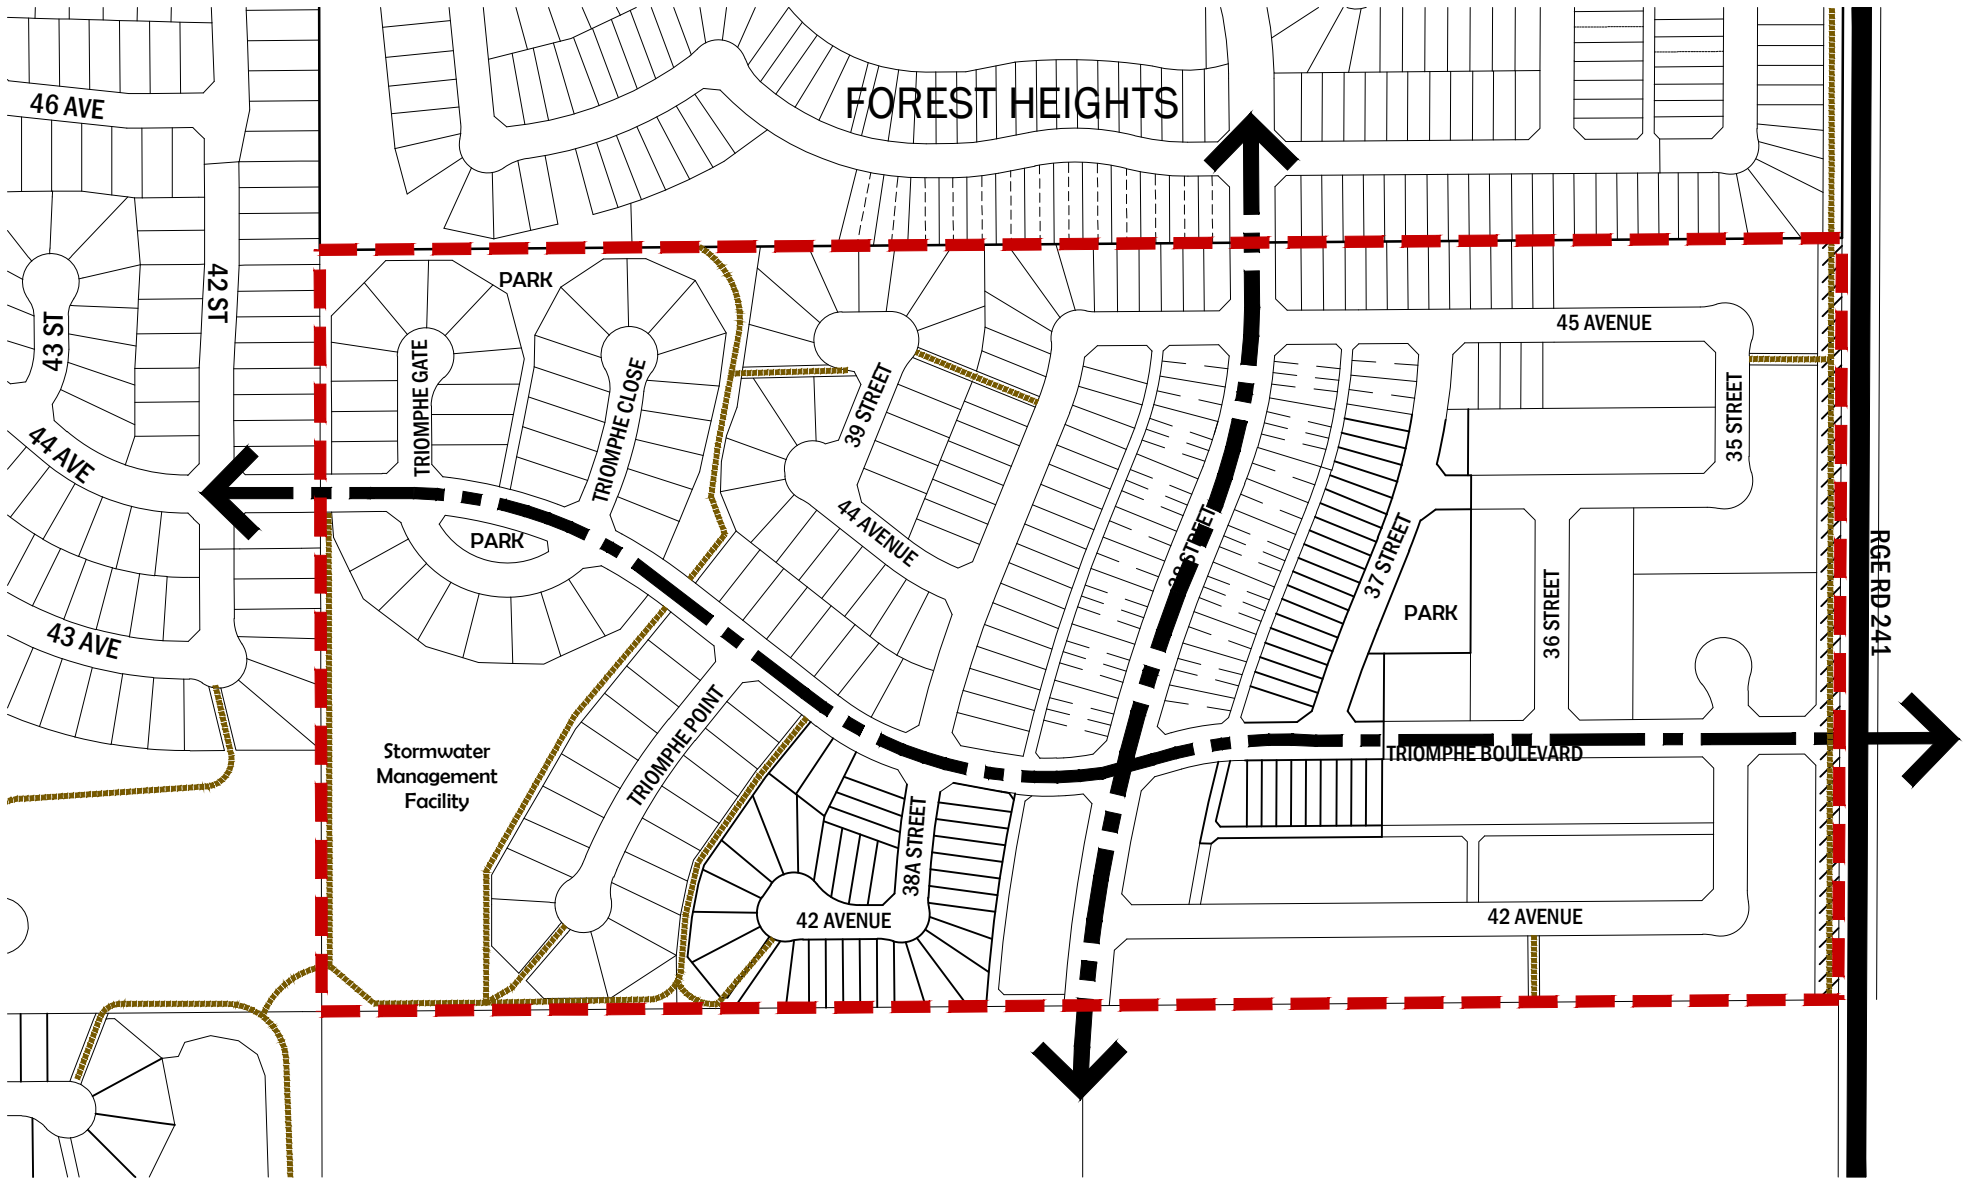 46 AVE
FOREST HEIGHTS
42 ST
43 ST
PARK
45 AVENUE
TRIOMPHE GATE
TRIOMPHE CLOSE
39 STREET
35 STREET
44 AVE
44 AVENUE
PARK
38 STREET
37 STREET
RGE RD 241
43 AVE
PARK
36 STREET
Stormwater
Management
Facility
TRIOMPHE POINT
TRIOMPHE BOULEVARD
38A STREET
42 AVENUE
42 AVENUE